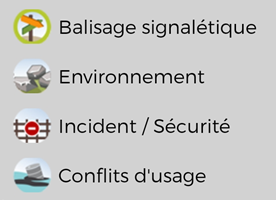 Balisage signalétique
Environnement
Incident / Sécurité
Conflits d'usage